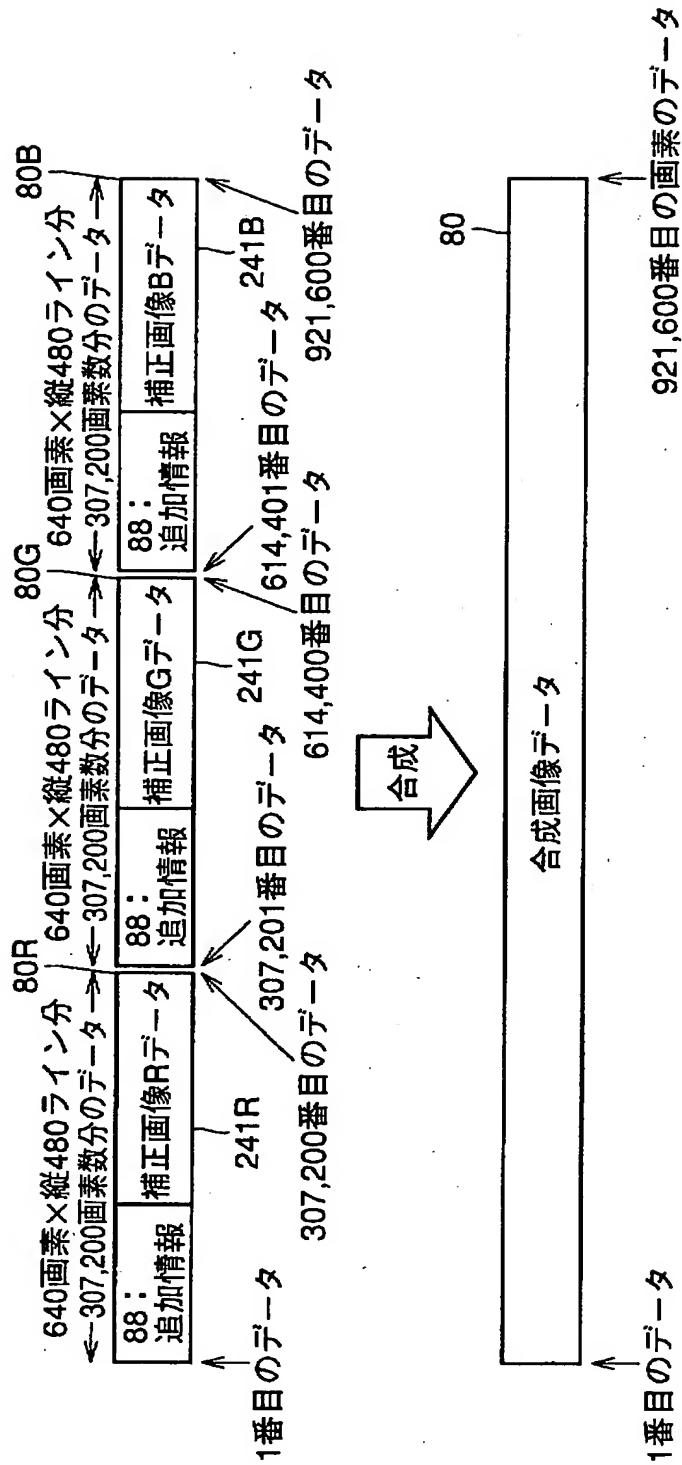 80R
80G
80B
640画素×縦480ライン分
307,200画素数分のデータ
640画素×縦480ライン分
307,200画素数分のデータ
640画素×縦480ライン分
307,200画素数分のデータ
88:
追加情報
補正画像Rデータ
88:
追加情報
補正画像Gデータ
88:
追加情報
補正画像Bデータ
241R
241G
241B
1番目のデータ
307,200番目のデータ
307,201番目のデータ
614,400番目のデータ
614,401番目のデータ
921,600番目のデータ
合成
80
合成画像データ
1番目のデータ
921,600番目の画素のデータ